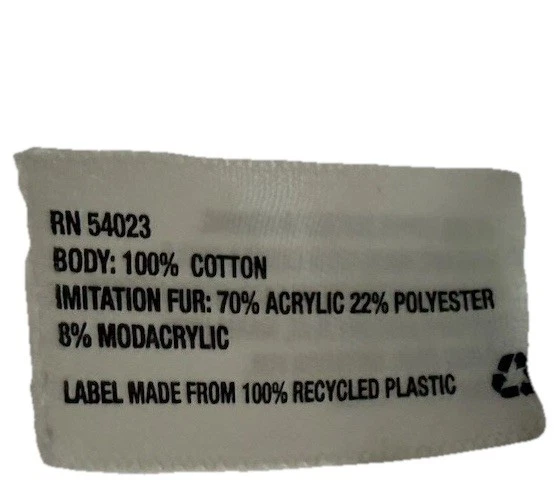 RN 54023
BODY: 100% COTTON
IMITATION FUR: 70% ACRYLIC 22% POLYESTER
8% MODACRYLIC
LABEL MADE FROM 100% RECYCLED PLASTIC